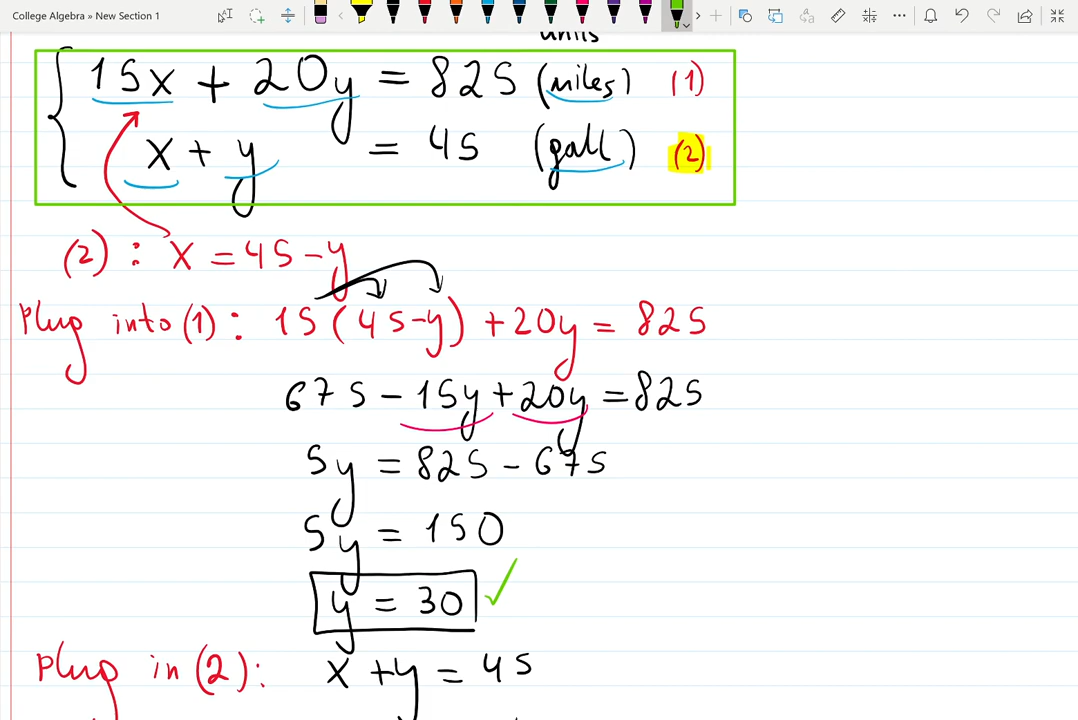 College Algebra » New Section 1
units
15x + 20y = 825 (miles) (1)
x + y = 45 (gall) (2)
(2) : x = 45 - y
Plug into (1) : 15 (45 - y) + 20y = 825
675 - 15y + 20y = 825
5y = 825 - 675
5y = 150
y = 30 ✓
Plug in (2) : x + y = 45